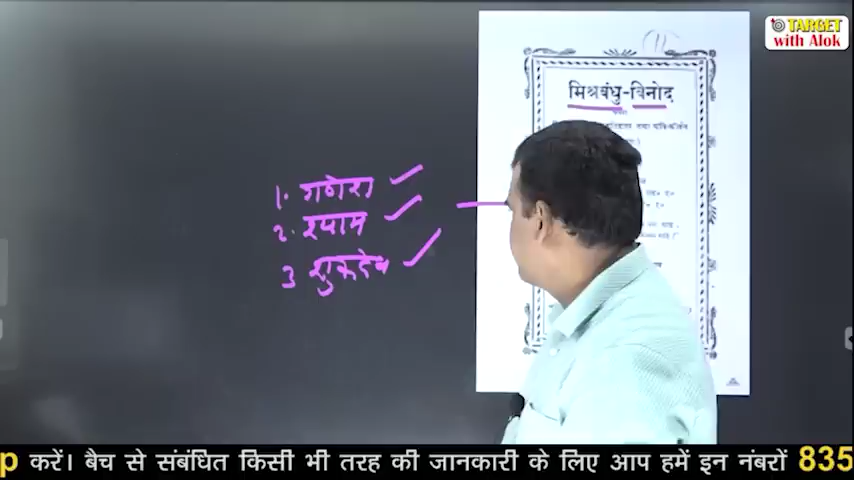 TARGET
with Alok
मिश्रबंधु-विनोद
1. गणेश
2. श्याम
3 शुकदेव
p करें। बैच से संबंधित किसी भी तरह की जानकारी के लिए आप हमें इन नंबरों 835